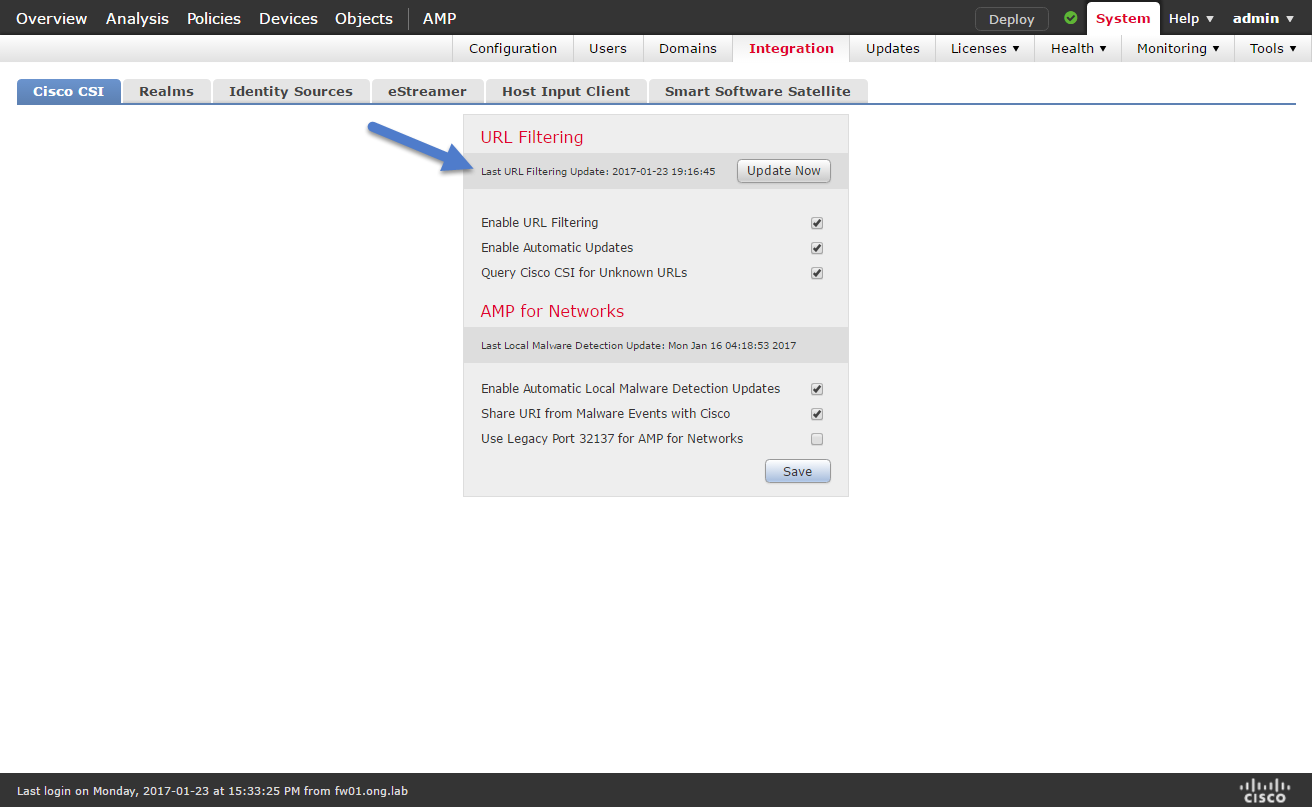 Overview Analysis Policies Devices Objects AMP Deploy System Help admin
Configuration Users Domains Integration Updates Licenses Health Monitoring Tools
Cisco CSI Realms Identity Sources eStreamer Host Input Client Smart Software Satellite
URL Filtering
Last URL Filtering Update: 2017-01-23 19:16:45 Update Now
Enable URL Filtering
Enable Automatic Updates
Query Cisco CSI for Unknown URLs
AMP for Networks
Last Local Malware Detection Update: Mon Jan 16 04:18:53 2017
Enable Automatic Local Malware Detection Updates
Share URI from Malware Events with Cisco
Use Legacy Port 32137 for AMP for Networks
Save
Last login on Monday, 2017-01-23 at 15:33:25 PM from fw01.ong.lab
CISCO